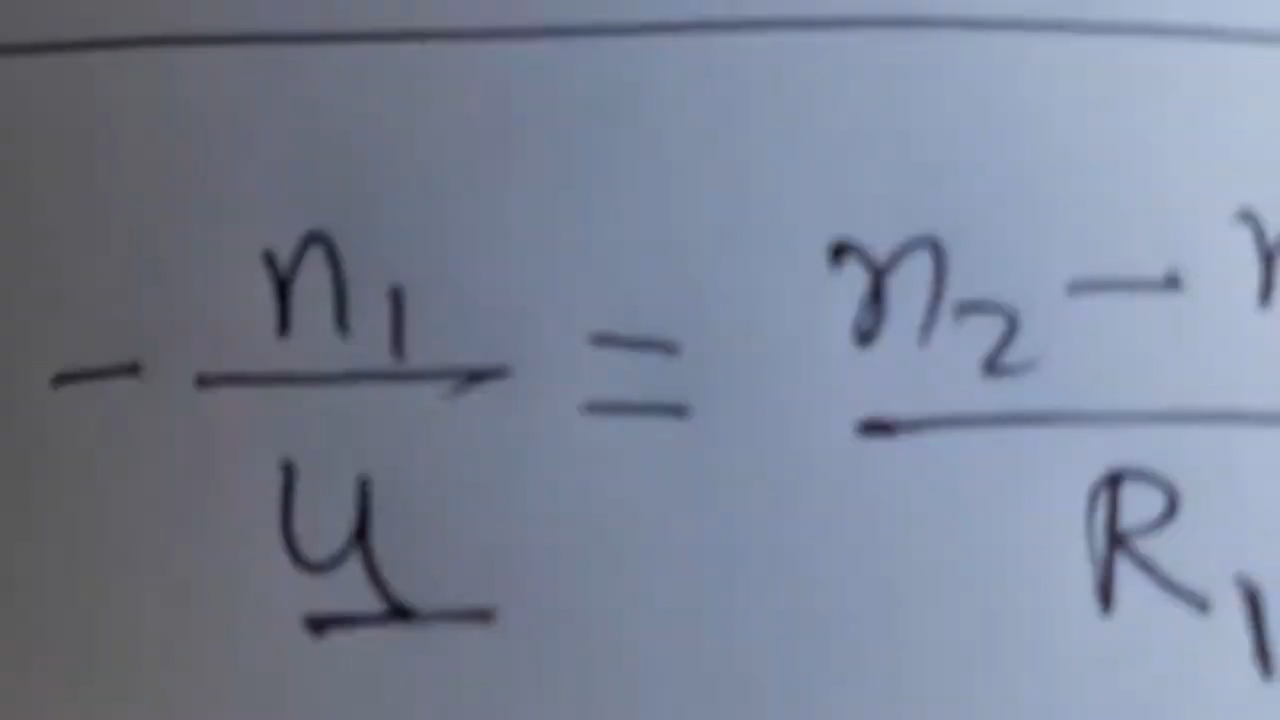 - n₁/u = n₂ - n/R₁